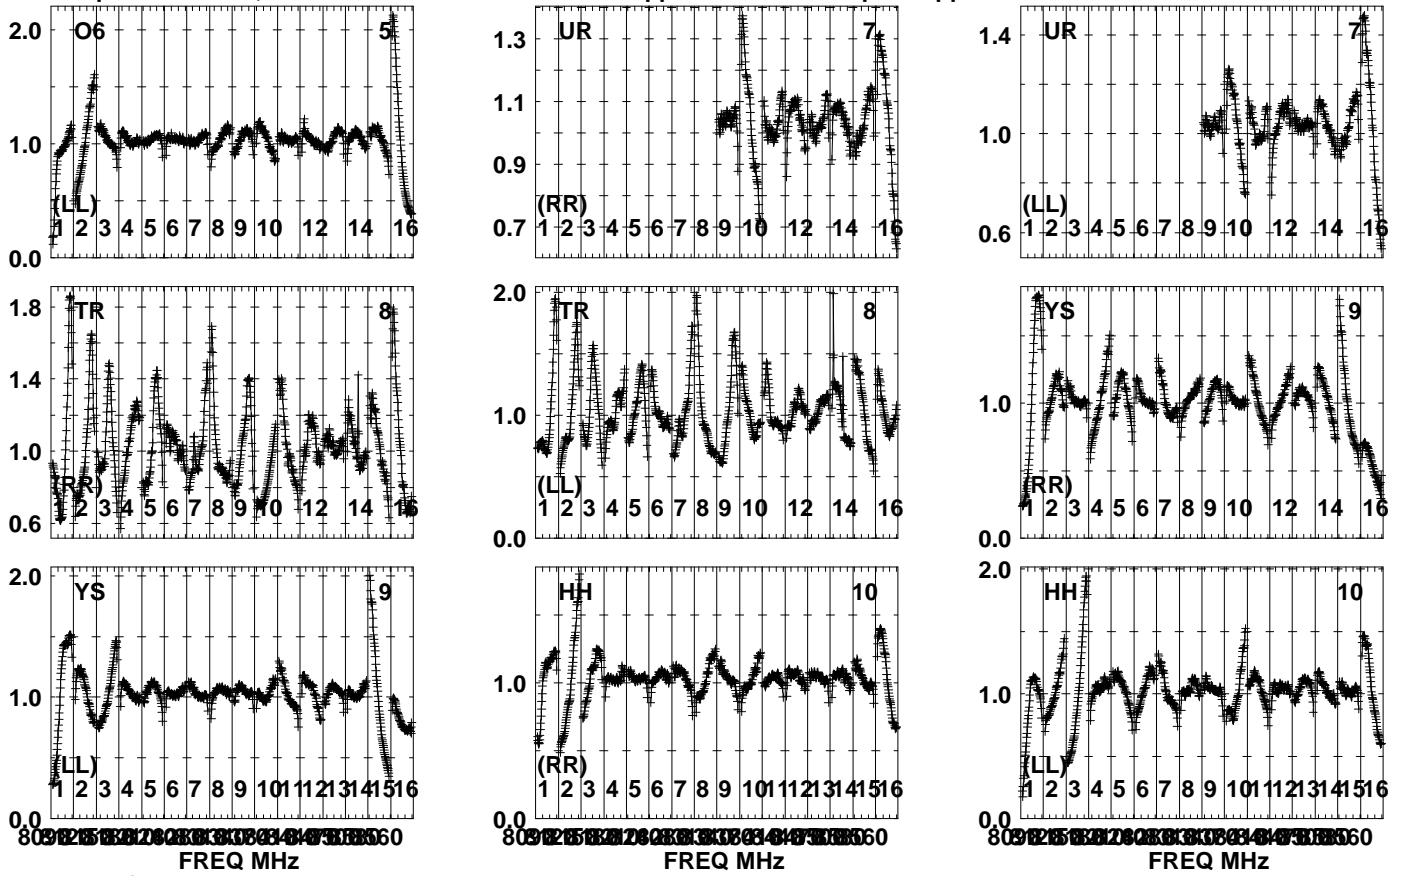 2.0 O6 5
1.0
(LL)
1 2 3 4 5 6 7 8 9 10 12 14 16
0.0
1.3 UR 7
1.1
0.9
(RR)
0.7 1 2 3 4 5 6 7 8 9 10 12 14 16
1.4 UR 7
1.0
(LL)
0.6 1 2 3 4 5 6 7 8 9 10 12 14 16
1.8 TR 8
1.4
1.0
(RR)
1 2 3 4 5 6 7 8 9 10 12 14 16
0.6
2.0 TR 8
1.0
(LL)
1 2 3 4 5 6 7 8 9 10 12 14 16
0.0
YS 9
1.0
(RR)
1 2 3 4 5 6 7 8 9 10 12 14 16
0.0
2.0 YS 9
1.0
(LL)
1 2 3 4 5 6 7 8 9 10 11 12 13 14 15 16
0.0
FREQ MHz
HH 10
1.0
(RR)
1 2 3 4 5 6 7 8 9 10 11 12 13 14 15 16
0.0
FREQ MHz
2.0 HH 10
1.0
(LL)
1 2 3 4 5 6 7 8 9 10 11 12 13 14 15 16
0.0
FREQ MHz